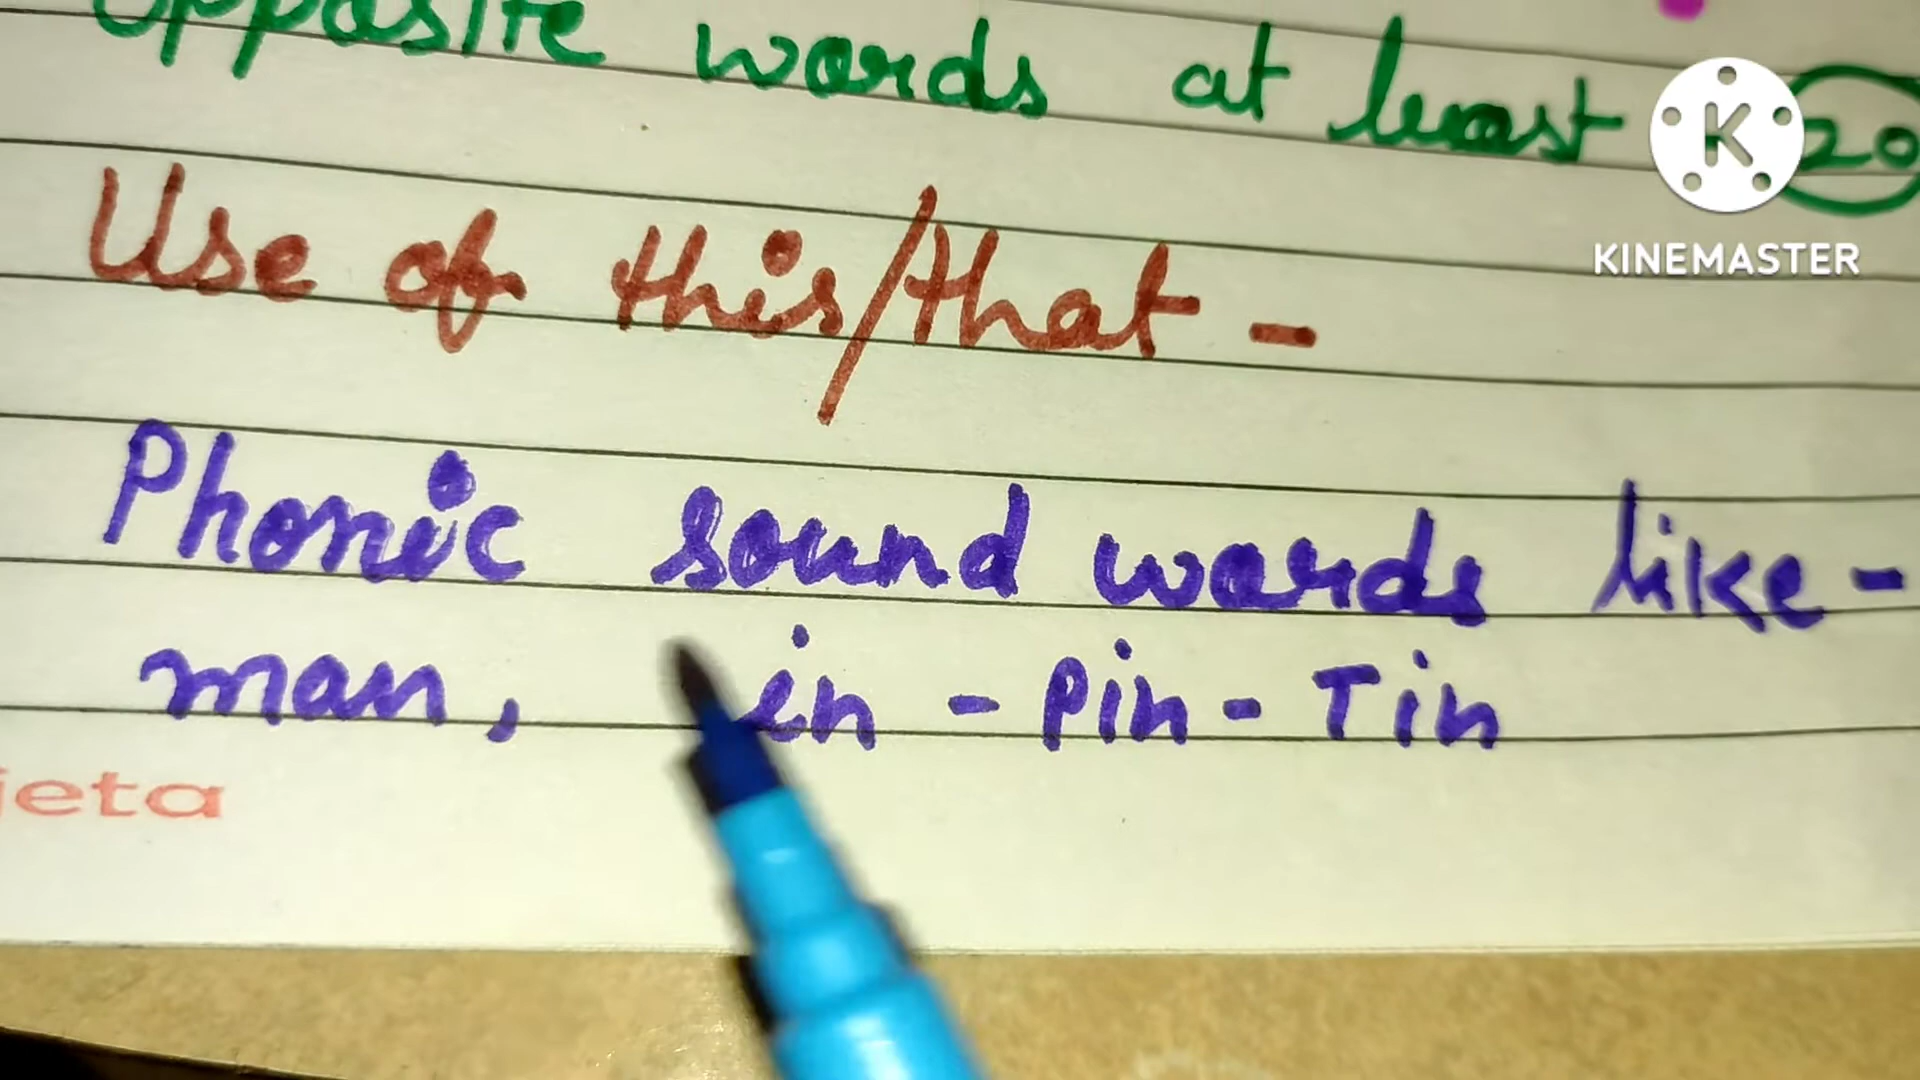 opposite words at least 20
Use of this/that -
Phonic sound words like -
man, in - Pin - Tin
jeta
K
KINEMASTER